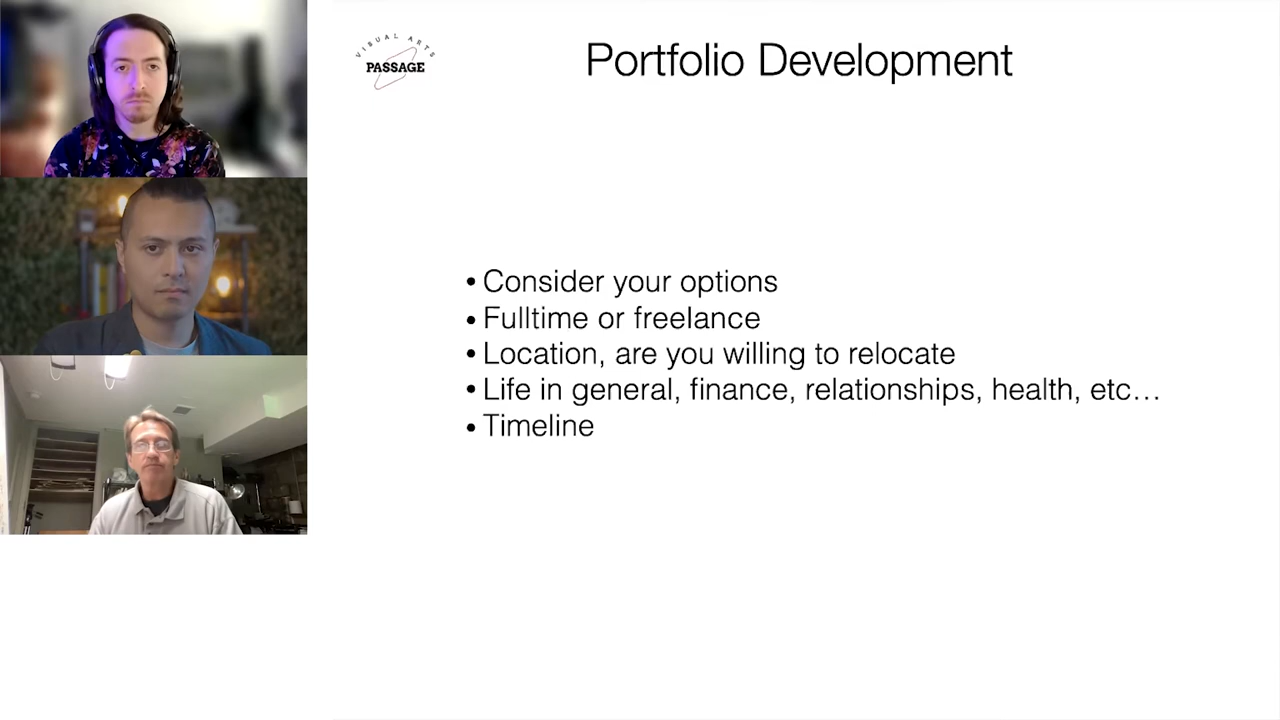 VISUAL ARTS
PASSAGE
Portfolio Development
• Consider your options
• Fulltime or freelance
• Location, are you willing to relocate
• Life in general, finance, relationships, health, etc…
• Timeline